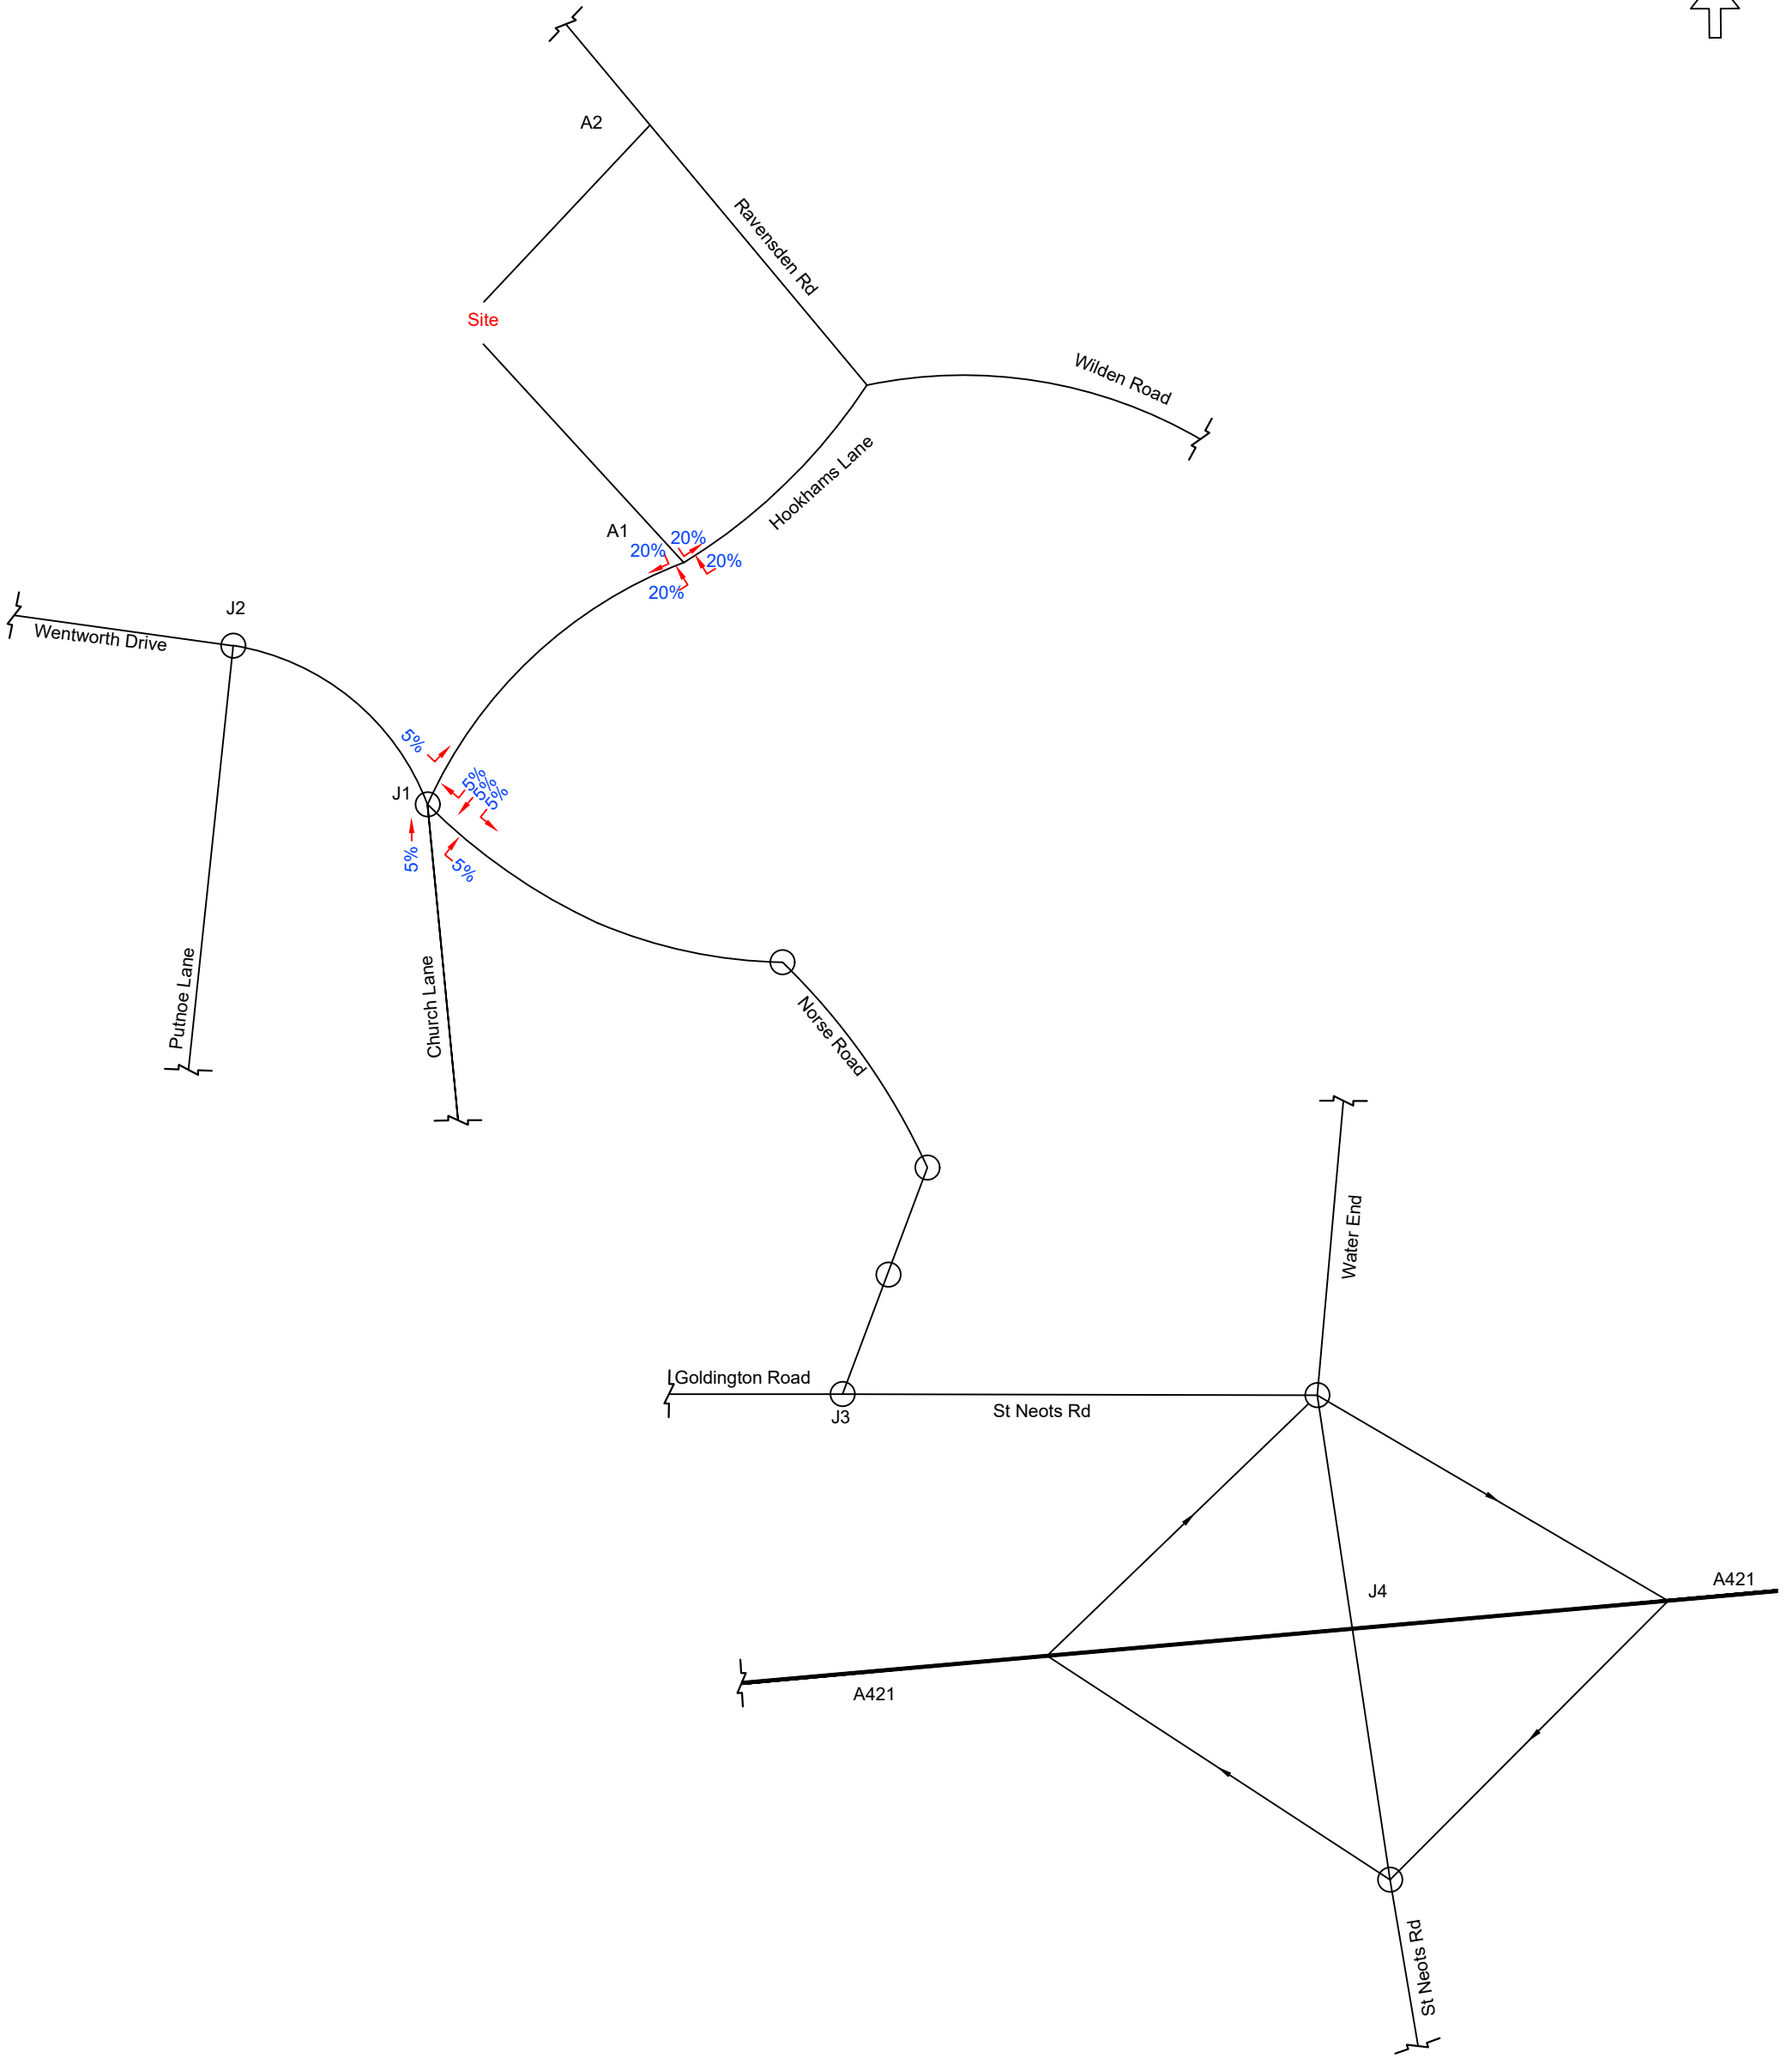 A2
Ravensden Rd
Site
Wilden Road
Hookhams Lane
A1
20%
20%
20%
20%
J2
Wentworth Drive
5%
5%
5%
5%
J1
5%
5%
Putnoe Lane
Church Lane
Norse Road
Water End
Goldington Road
J3
St Neots Rd
J4
A421
A421
St Neots Rd